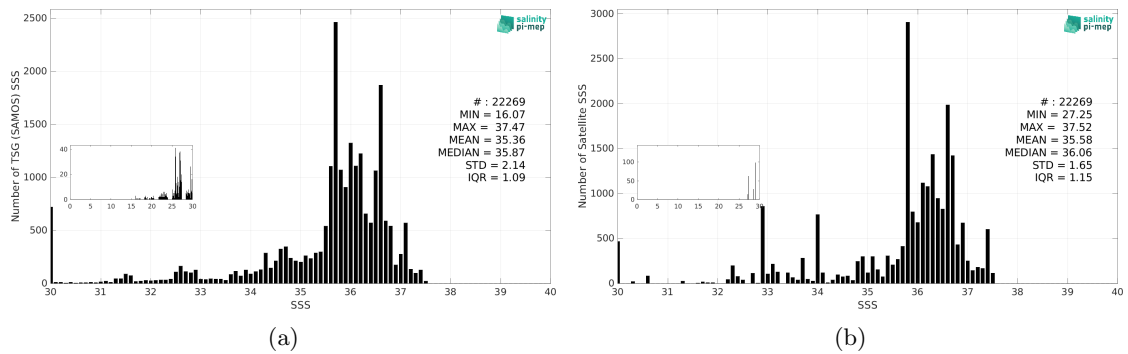 2500
2000
1500
1000
500
0
30 31 32 33 34 35 36 37 38 39 40
SSS
Number of TSG (SAMOS) SSS
salinity
pi-mep
# : 22269
MIN = 16.07
MAX = 37.47
MEAN = 35.36
MEDIAN = 35.87
STD = 2.14
IQR = 1.09
40
20
0
0 5 10 15 20 25 30
(a)
3000
2500
2000
1500
1000
500
0
30 31 32 33 34 35 36 37 38 39 40
SSS
Number of Satellite SSS
salinity
pi-mep
# : 22269
MIN = 27.25
MAX = 37.52
MEAN = 35.58
MEDIAN = 36.06
STD = 1.65
IQR = 1.15
100
50
0
0 5 10 15 20 25 30
(b)